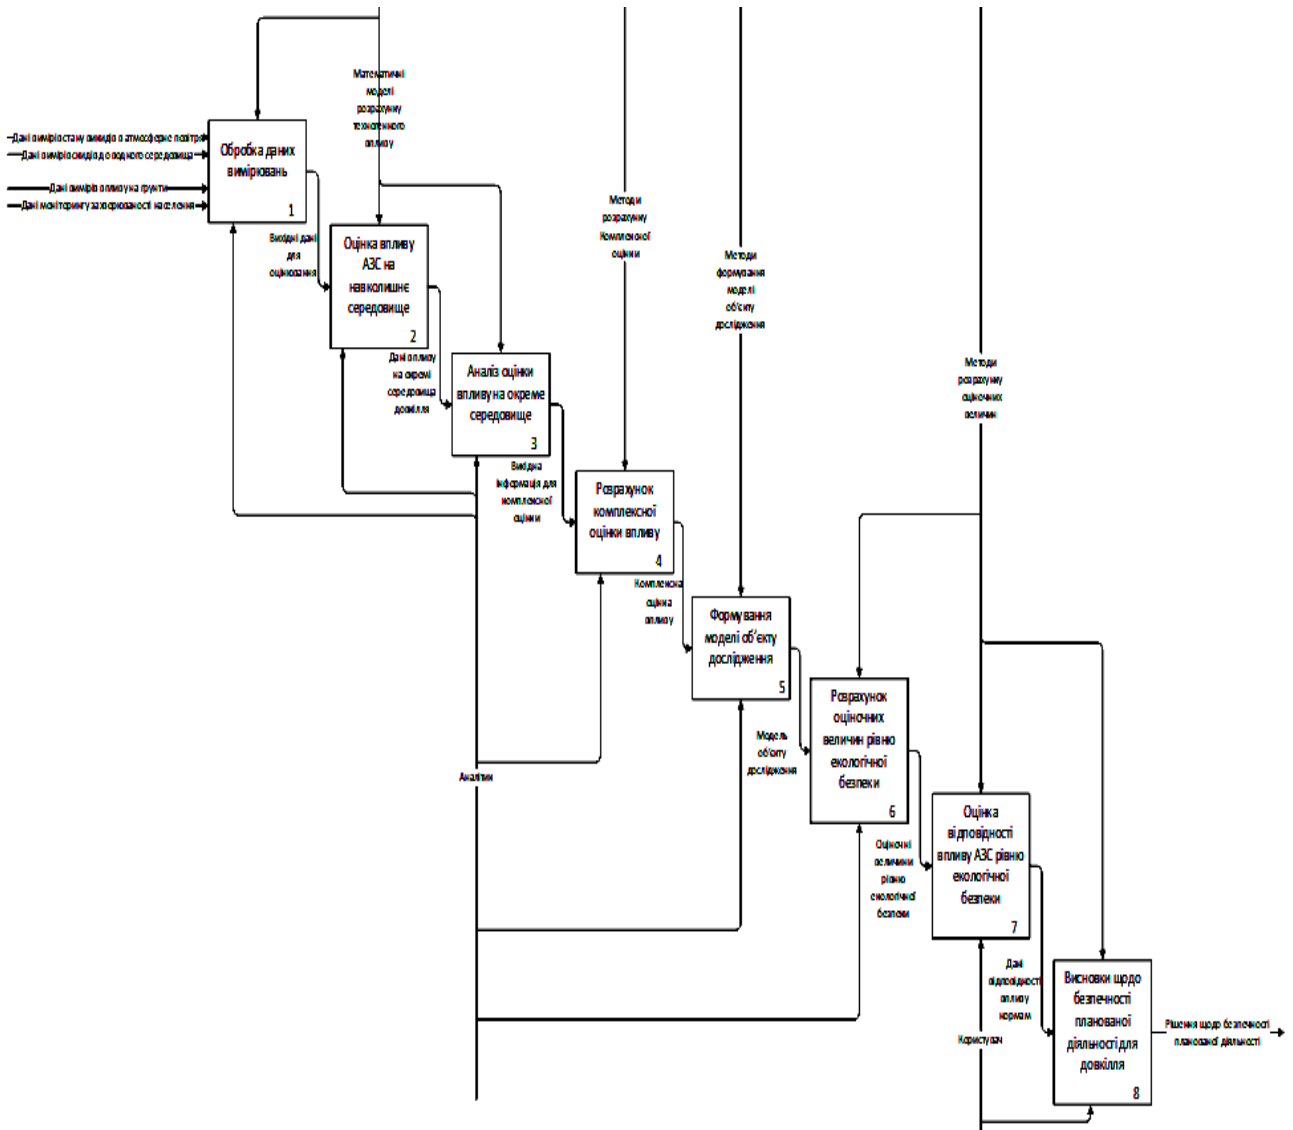 Математичні
моделі
розрахунку
техногенного
впливу
Дані вимірів стану викидів в атмосферне повітря
Дані вимірів скидів до водного середовища
Дані вимірів впливу на ґрунти
Дані моніторингу захворюваності населення
Обробка даних
вимірювань
1
Вихідні дані
для
оцінювання
Оцінка впливу
АЗС на
навколишнє
середовище
2
Методи
розрахунку
Комплексної
оцінки
Методи
формування
моделі
об'єкту
дослідження
Дані впливу
на окремі
середовища
довкілля
Аналіз оцінки
впливу на окреме
середовище
3
Методи
розрахунку
оціночних
величин
Вихідна
інформація для
комплексної
оцінки
Розрахунок
комплексної
оцінки впливу
4
Комплексна
оцінка
впливу
Формування
моделі об'єкту
дослідження
5
Модель
об'єкту
дослідження
Розрахунок
оціночних
величин рівню
екологічної
безпеки
6
Аналітик
Оціночні
величини
рівню
екологічної
безпеки
Оцінка
відповідності
впливу АЗС рівню
екологічної
безпеки
7
Дані
відповідності
впливу
нормам
Користувач
Висновки щодо
безпечності
планованої
діяльності для
довкілля
8
Рішення щодо безпечності
планованої діяльності